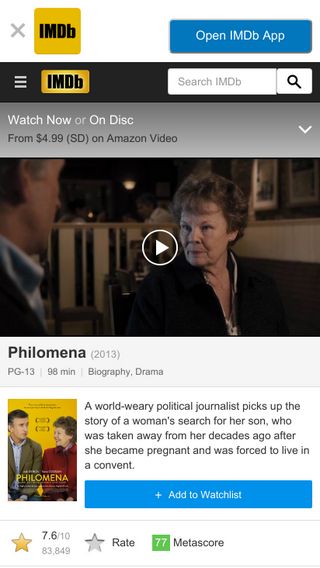 IMDb
Open IMDb App
IMDb
Search IMDb
Watch Now or On Disc
From $4.99 (SD) on Amazon Video
Philomena (2013)
PG-13 | 98 min | Biography, Drama
A world-weary political journalist picks up the
story of a woman's search for her son, who
was taken away from her decades ago after
she became pregnant and was forced to live in
a convent.
PHILOMENA
+ Add to Watchlist
7.6/10
83,849
Rate
77 Metascore